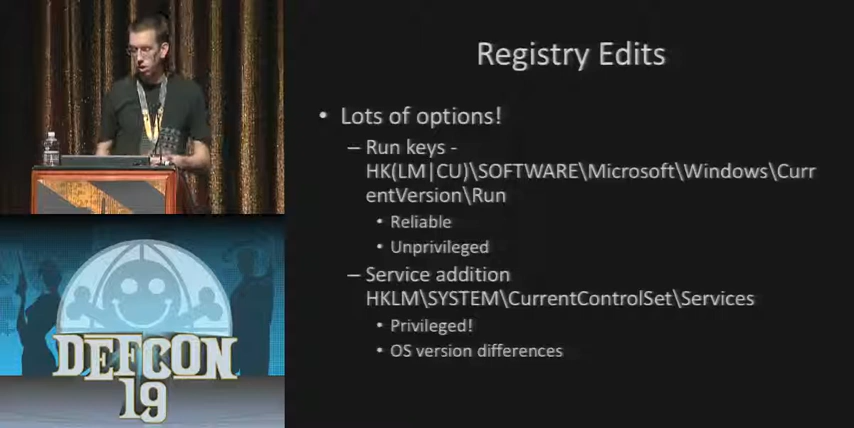 Registry Edits
• Lots of options!
– Run keys -
HK(LM|CU)\SOFTWARE\Microsoft\Windows\Curr
entVersion\Run
• Reliable
• Unprivileged
– Service addition
HKLM\SYSTEM\CurrentControlSet\Services
• Privileged!
• OS version differences
DEFCON
19